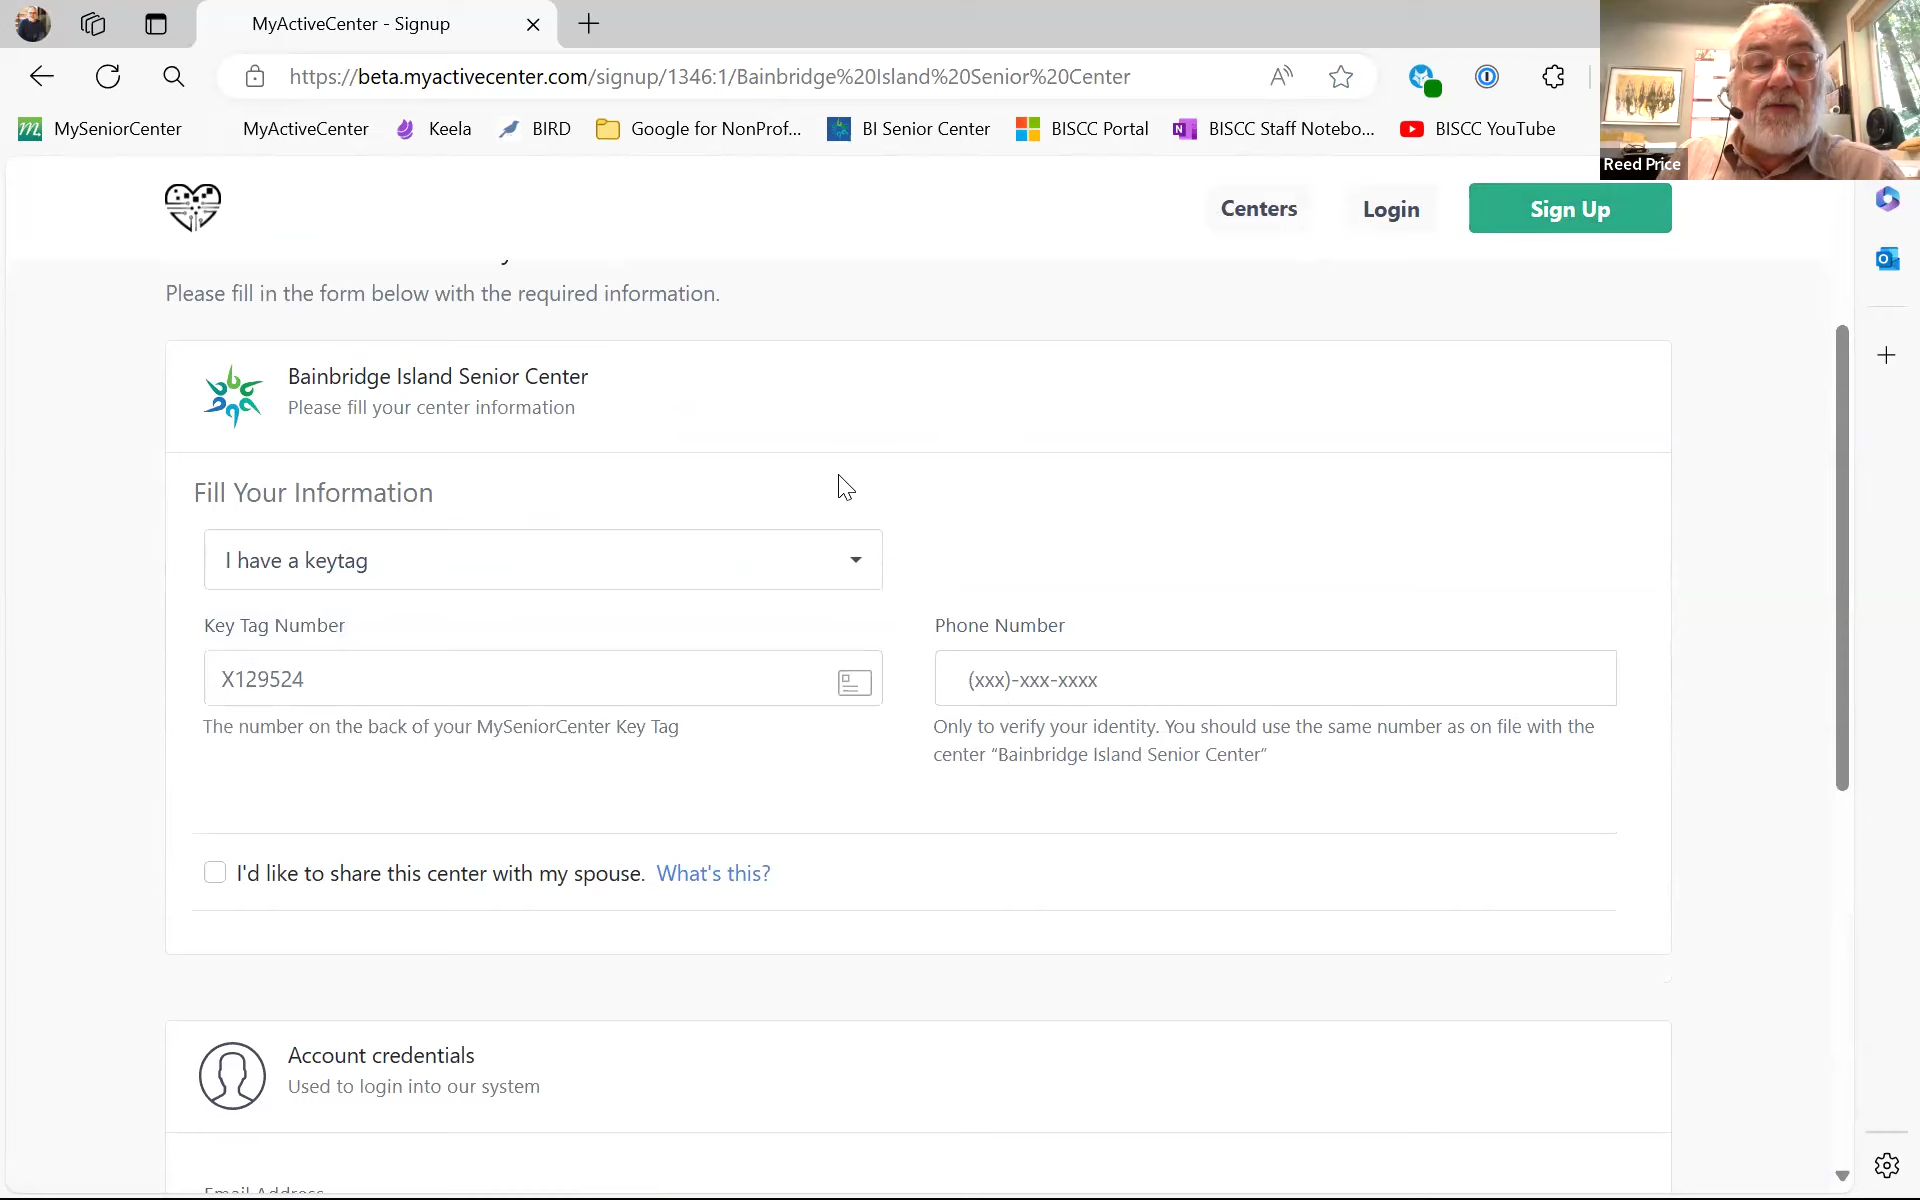 MyActiveCenter - Signup
https://beta.myactivecenter.com/signup/1346:1/Bainbridge%20Island%20Senior%20Center
MySeniorCenter
MyActiveCenter
Keela
BIRD
Google for NonProf...
BI Senior Center
BISCC Portal
BISCC Staff Notebo...
BISCC YouTube
Reed Price
Centers
Login
Sign Up
Please fill in the form below with the required information.
Bainbridge Island Senior Center
Please fill your center information
Fill Your Information
I have a keytag
Key Tag Number
Phone Number
X129524
(xxx)-xxx-xxxx
The number on the back of your MySeniorCenter Key Tag
Only to verify your identity. You should use the same number as on file with the
center “Bainbridge Island Senior Center”
I'd like to share this center with my spouse. What's this?
Account credentials
Used to login into our system
Email Address